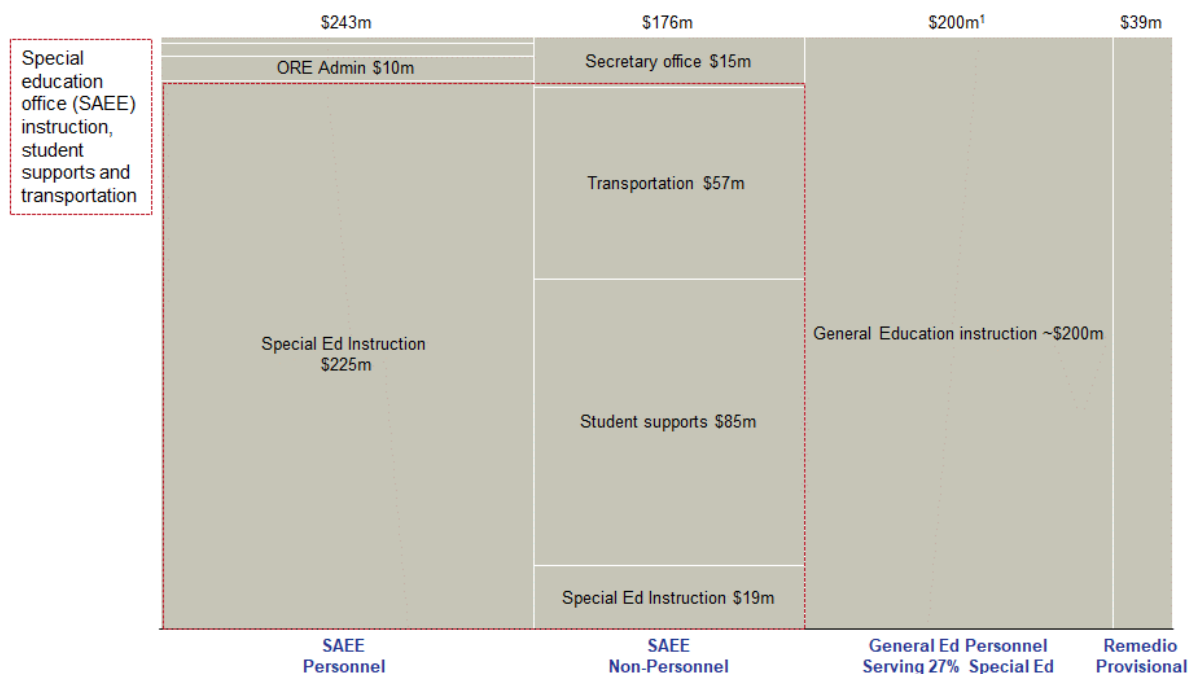 $243m
$176m
$200m¹
$39m
Special
education
office (SAEE)
instruction,
student
supports and
transportation
ORE Admin $10m
Secretary office $15m
Transportation $57m
Special Ed Instruction
$225m
General Education instruction ~$200m
Student supports $85m
Special Ed Instruction $19m
SAEE
Personnel
SAEE
Non-Personnel
General Ed Personnel
Serving 27% Special Ed
Remedio
Provisional